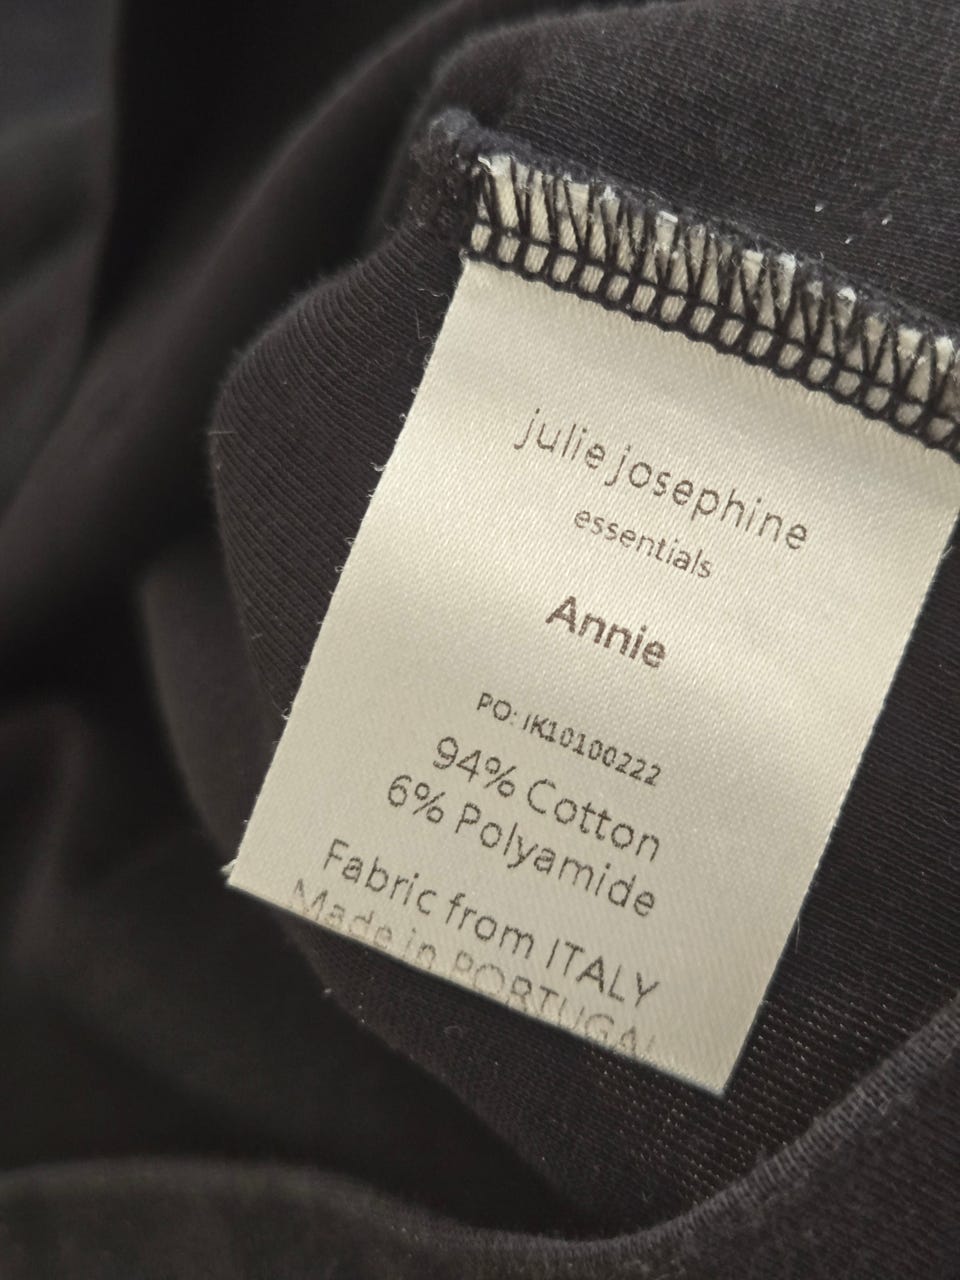 julie josephine
essentials
Annie
PO: IK10100222
94% Cotton
6% Polyamide
Fabric from ITALY
Made in PORTUGAL